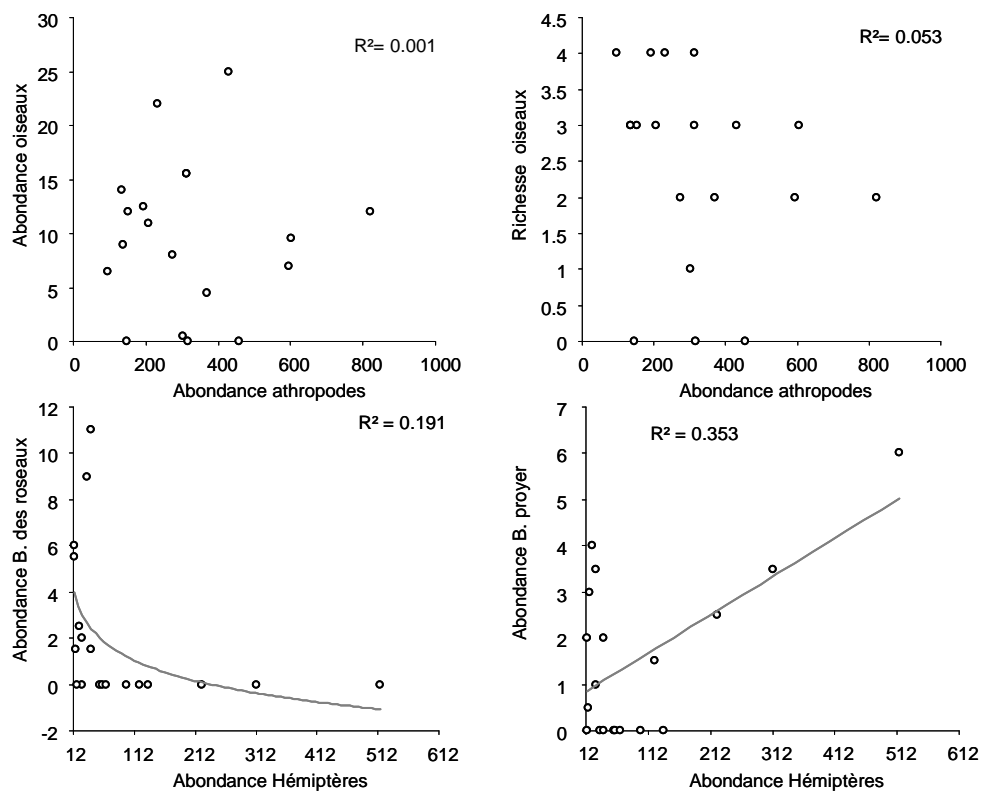 30
25
20
15
10
5
0
Abondance oiseaux
R²= 0.001
0 200 400 600 800 1000
Abondance athropodes
4.5
4
3.5
3
2.5
2
1.5
1
0.5
0
Richesse oiseaux
R²= 0.053
0 200 400 600 800 1000
Abondance athropodes
12
10
8
6
4
2
0
-2
Abondance B. des roseaux
R² = 0.191
12 112 212 312 412 512 612
Abondance Hémiptères
7
6
5
4
3
2
1
0
Abondance B. proyer
R² = 0.353
12 112 212 312 412 512 612
Abondance Hémiptères